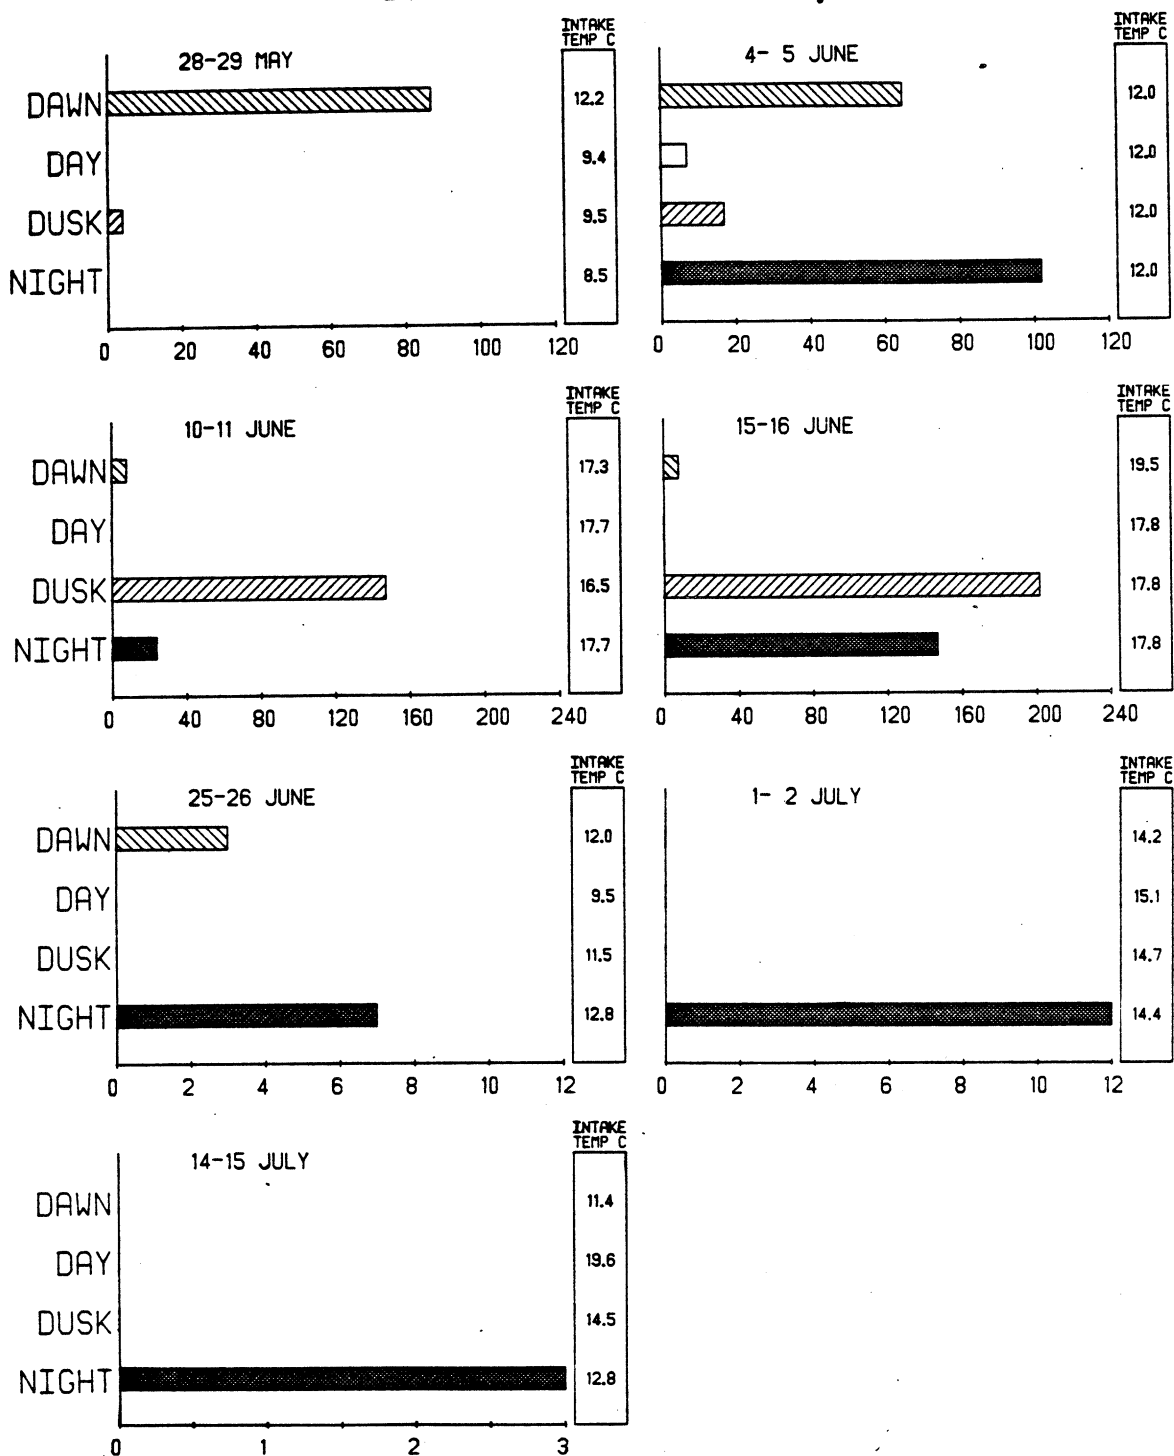 28-29 MAY
INTAKE
TEMP C
DAWN 12.2
DAY 9.4
DUSK 9.5
NIGHT 8.5
0 20 40 60 80 100 120
4- 5 JUNE
INTAKE
TEMP C
12.0
12.0
12.0
12.0
0 20 40 60 80 100 120
10-11 JUNE
INTAKE
TEMP C
DAWN 17.3
DAY 17.7
DUSK 16.5
NIGHT 17.7
0 40 80 120 160 200 240
15-16 JUNE
INTAKE
TEMP C
19.5
17.8
17.8
17.8
0 40 80 120 160 200 240
25-26 JUNE
INTAKE
TEMP C
DAWN 12.0
DAY 9.5
DUSK 11.5
NIGHT 12.8
0 2 4 6 8 10 12
1- 2 JULY
INTAKE
TEMP C
14.2
15.1
14.7
14.4
0 2 4 6 8 10 12
14-15 JULY
INTAKE
TEMP C
DAWN 11.4
DAY 19.6
DUSK 14.5
NIGHT 12.8
0 1 2 3